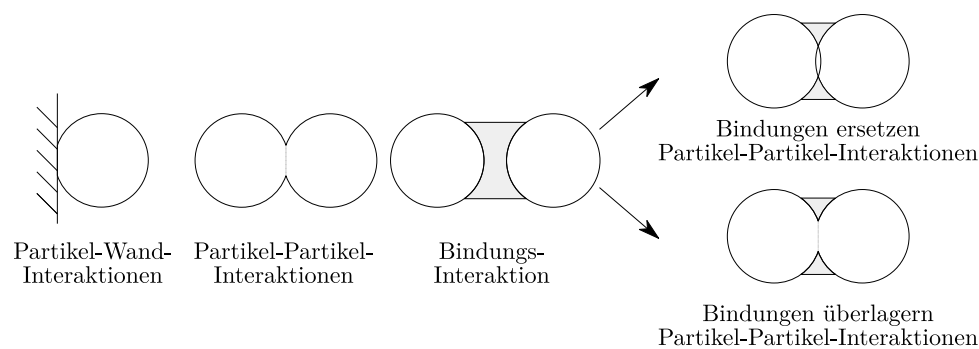 Partikel-Wand-
Interaktionen
Partikel-Partikel-
Interaktionen
Bindungs-
Interaktion
Bindungen ersetzen
Partikel-Partikel-Interaktionen
Bindungen überlagern
Partikel-Partikel-Interaktionen